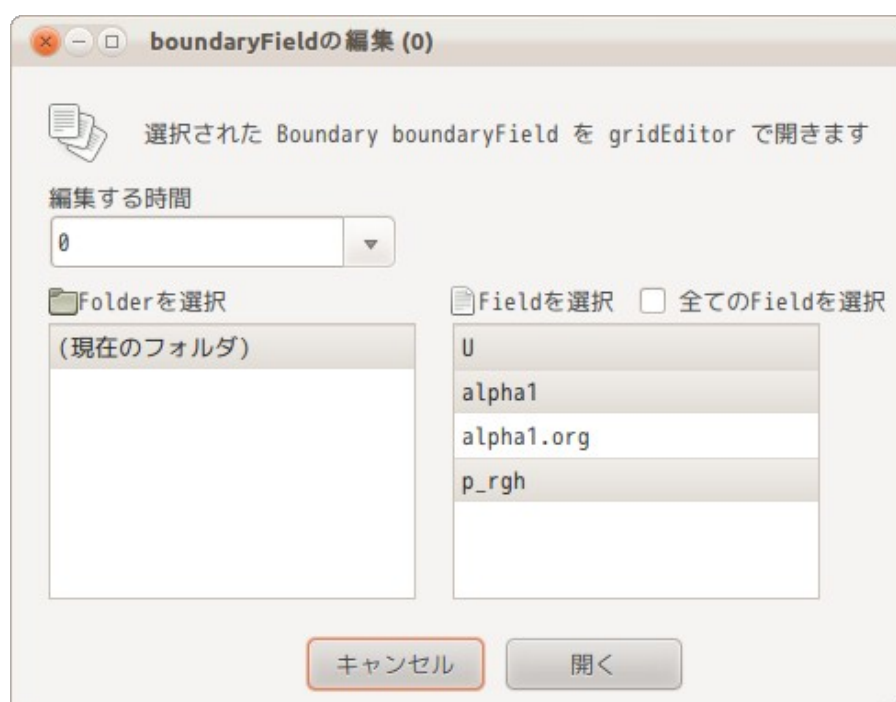 boundaryFieldの編集 (0)
選択された Boundary boundaryField を gridEditor で開きます
編集する時間
0
Folderを選択
Fieldを選択 全てのFieldを選択
(現在のフォルダ)
U
alpha1
alpha1.org
p_rgh
キャンセル 開く